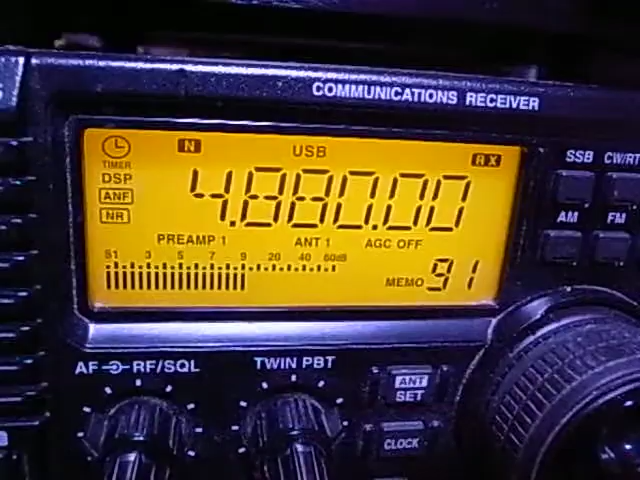 COMMUNICATIONS RECEIVER
N USB RX
TIMER
DSP
ANF
NR
4.880.00
PREAMP 1 ANT 1 AGC OFF
S1 3 5 7 9 20 40 60dB
MEMO 91
SSB CW/RT
AM FM
AF RF/SQL TWIN PBT
ANT
SET
CLOCK